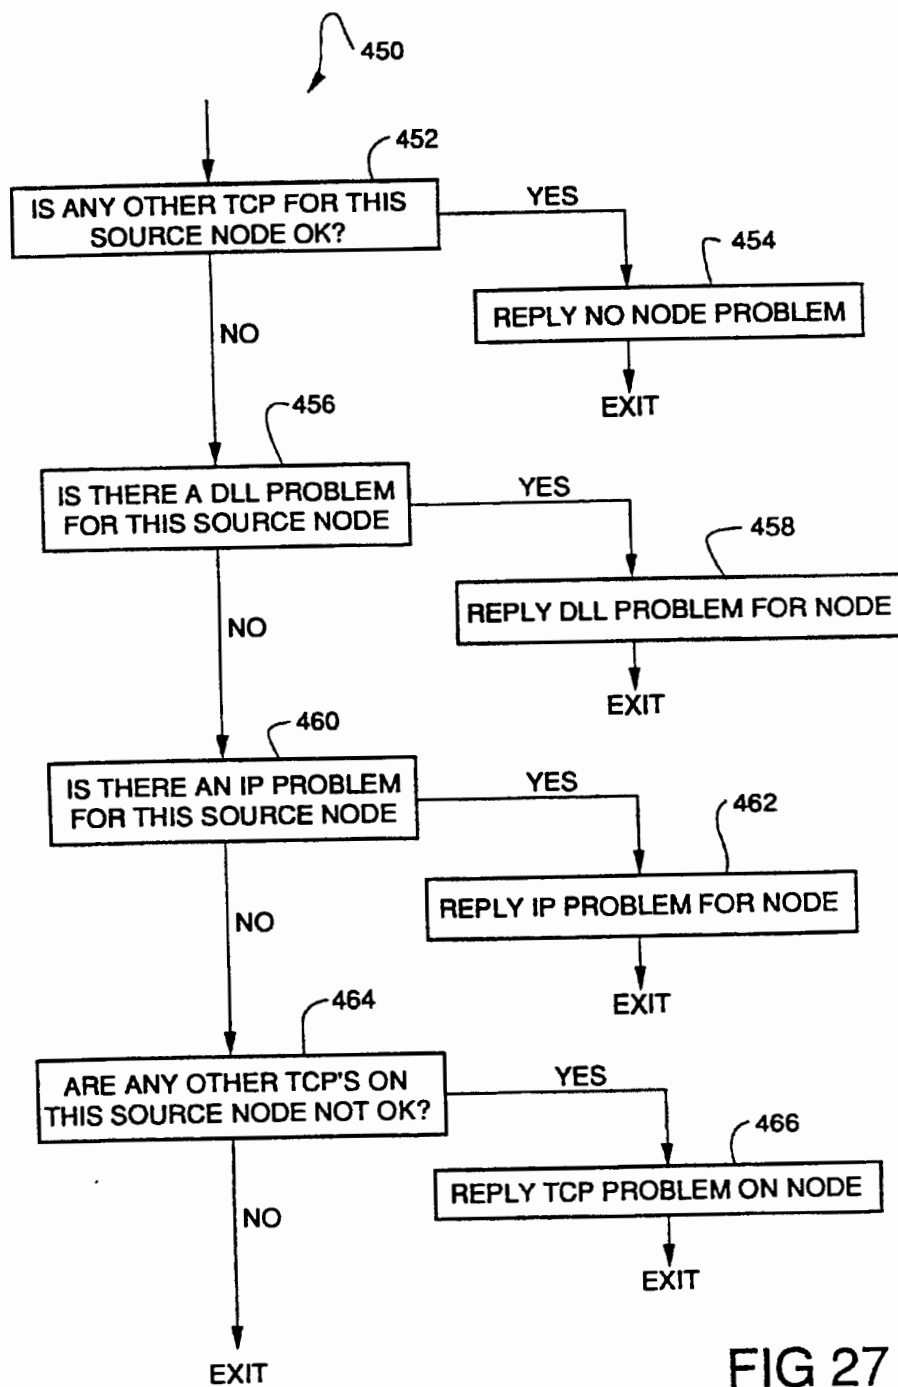 450
452
IS ANY OTHER TCP FOR THIS
SOURCE NODE OK?
YES
454
REPLY NO NODE PROBLEM
EXIT
NO
456
IS THERE A DLL PROBLEM
FOR THIS SOURCE NODE
YES
458
REPLY DLL PROBLEM FOR NODE
EXIT
NO
460
IS THERE AN IP PROBLEM
FOR THIS SOURCE NODE
YES
462
REPLY IP PROBLEM FOR NODE
EXIT
NO
464
ARE ANY OTHER TCP'S ON
THIS SOURCE NODE NOT OK?
YES
466
REPLY TCP PROBLEM ON NODE
EXIT
NO
EXIT
FIG 27